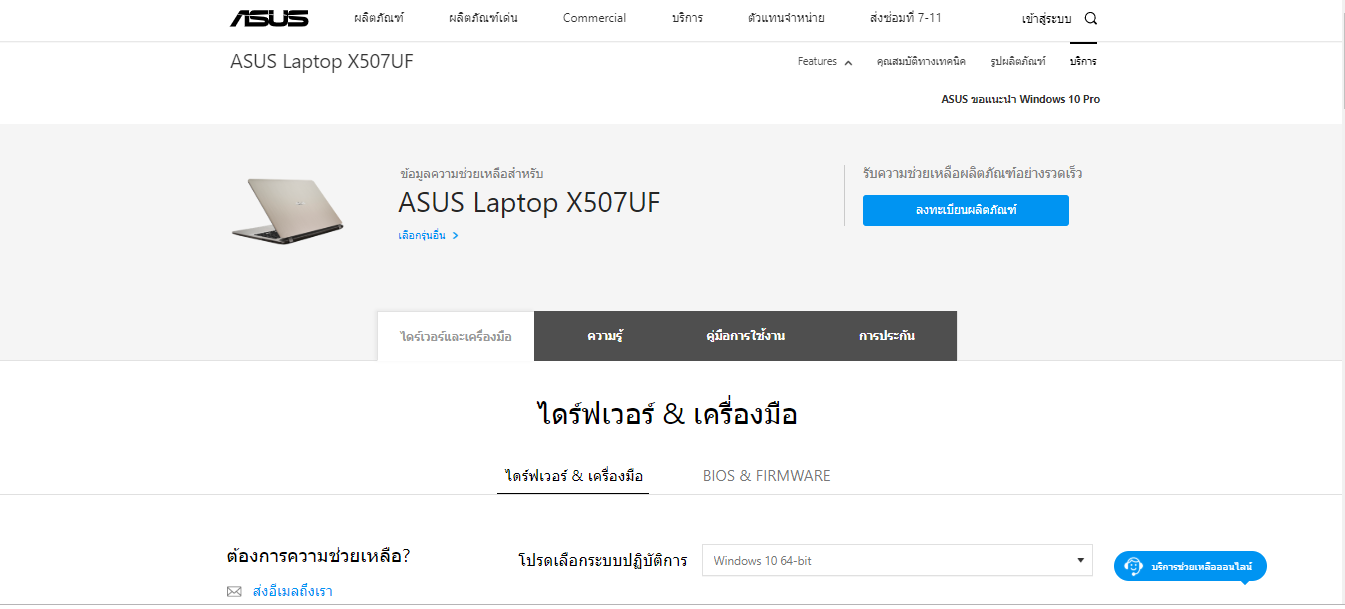 ASUS ผลิตภัณฑ์ ผลิตภัณฑ์เด่น Commercial บริการ ตัวแทนจำหน่าย ส่งซ่อมที่ 7-11 เข้าสู่ระบบ
ASUS Laptop X507UF Features คุณสมบัติทางเทคนิค รูปผลิตภัณฑ์ บริการ
ASUS ขอแนะนำ Windows 10 Pro
ข้อมูลความช่วยเหลือสำหรับ รับความช่วยเหลือผลิตภัณฑ์อย่างรวดเร็ว
ASUS Laptop X507UF ลงทะเบียนผลิตภัณฑ์
เลือกรุ่นอื่น
ไดร์เวอร์และเครื่องมือ ความรู้ คู่มือการใช้งาน การประกัน
ไดร์ฟเวอร์ & เครื่องมือ
ไดร์ฟเวอร์ & เครื่องมือ BIOS & FIRMWARE
ต้องการความช่วยเหลือ? โปรดเลือกระบบปฏิบัติการ Windows 10 64-bit บริการช่วยเหลือออนไลน์
ส่งอีเมลถึงเรา